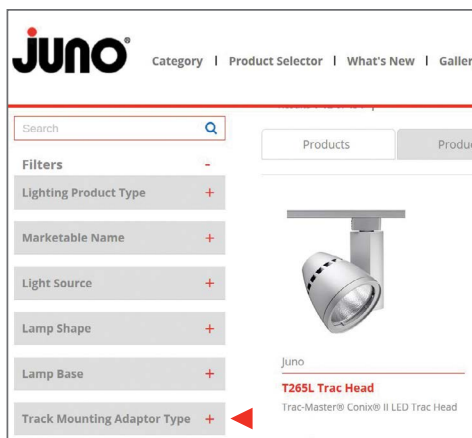 JUNO®
Category | Product Selector | What's New | Galler
Search
Filters -
Lighting Product Type +
Marketable Name +
Light Source +
Lamp Shape +
Lamp Base +
Track Mounting Adaptor Type +
Products
Produ
Juno
T265L Trac Head
Trac-Master® Conix® II LED Trac Head